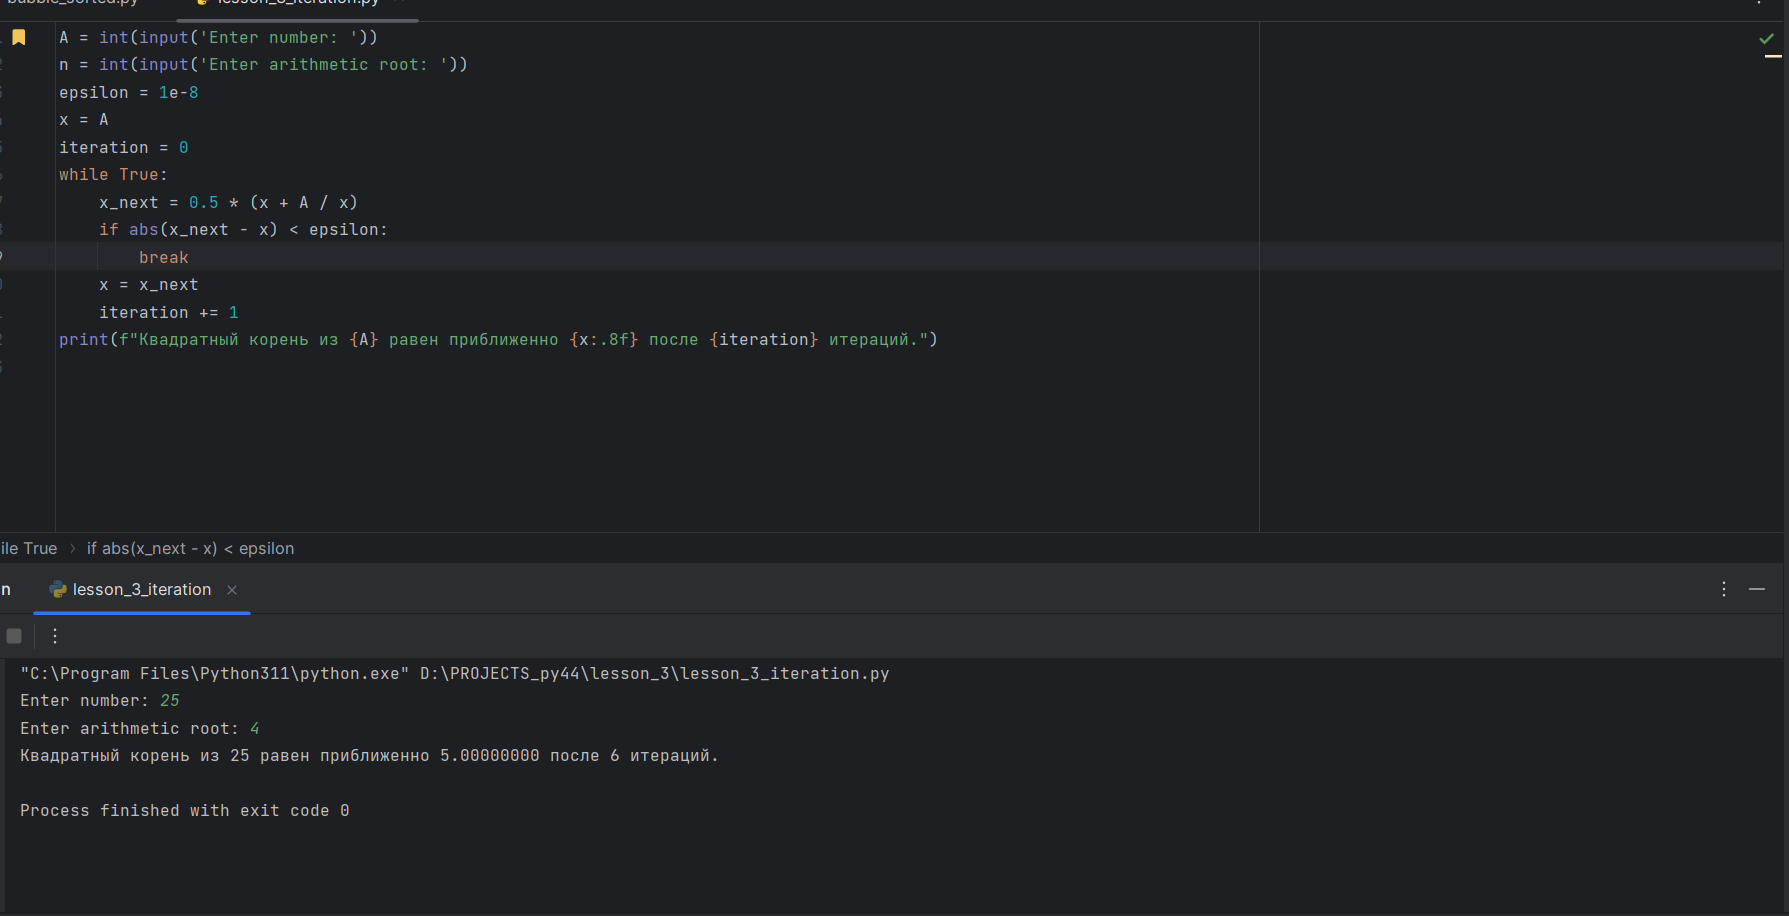 bubble_sorted.py lesson_3_iteration.py
A = int(input('Enter number: '))
n = int(input('Enter arithmetic root: '))
epsilon = 1e-8
x = A
iteration = 0
while True:
x_next = 0.5 * (x + A / x)
if abs(x_next - x) < epsilon:
break
x = x_next
iteration += 1
print(f"Квадратный корень из {A} равен приближенно {x:.8f} после {iteration} итераций.")
ile True > if abs(x_next - x) < epsilon
n lesson_3_iteration
"C:\Program Files\Python311\python.exe" D:\PROJECTS_py44\lesson_3\lesson_3_iteration.py
Enter number: 25
Enter arithmetic root: 4
Квадратный корень из 25 равен приближенно 5.00000000 после 6 итераций.
Process finished with exit code 0